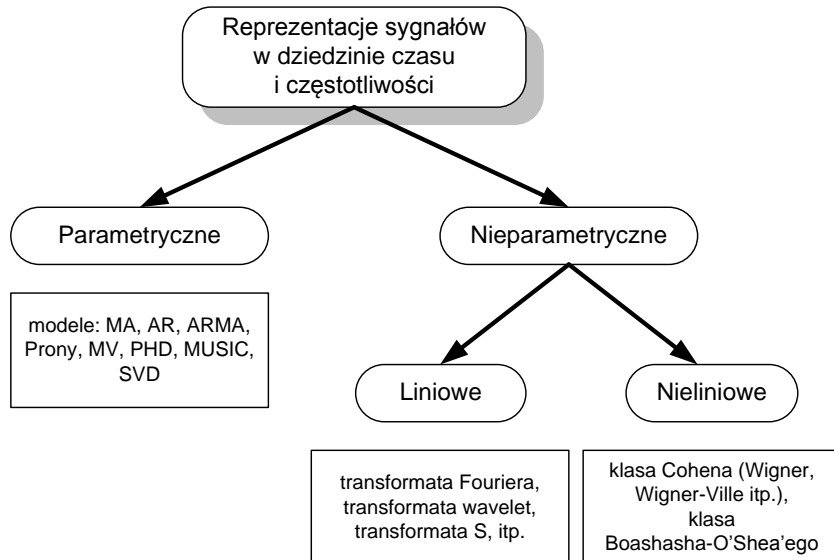 Reprezentacje sygnałów
w dziedzinie czasu
i częstotliwości
Parametryczne
Nieparametryczne
modele: MA, AR, ARMA,
Prony, MV, PHD, MUSIC,
SVD
Liniowe
Nieliniowe
transformata Fouriera,
transformata wavelet,
transformata S, itp.
klasa Cohena (Wigner,
Wigner-Ville itp.),
klasa
Boashasha-O'Shea'ego